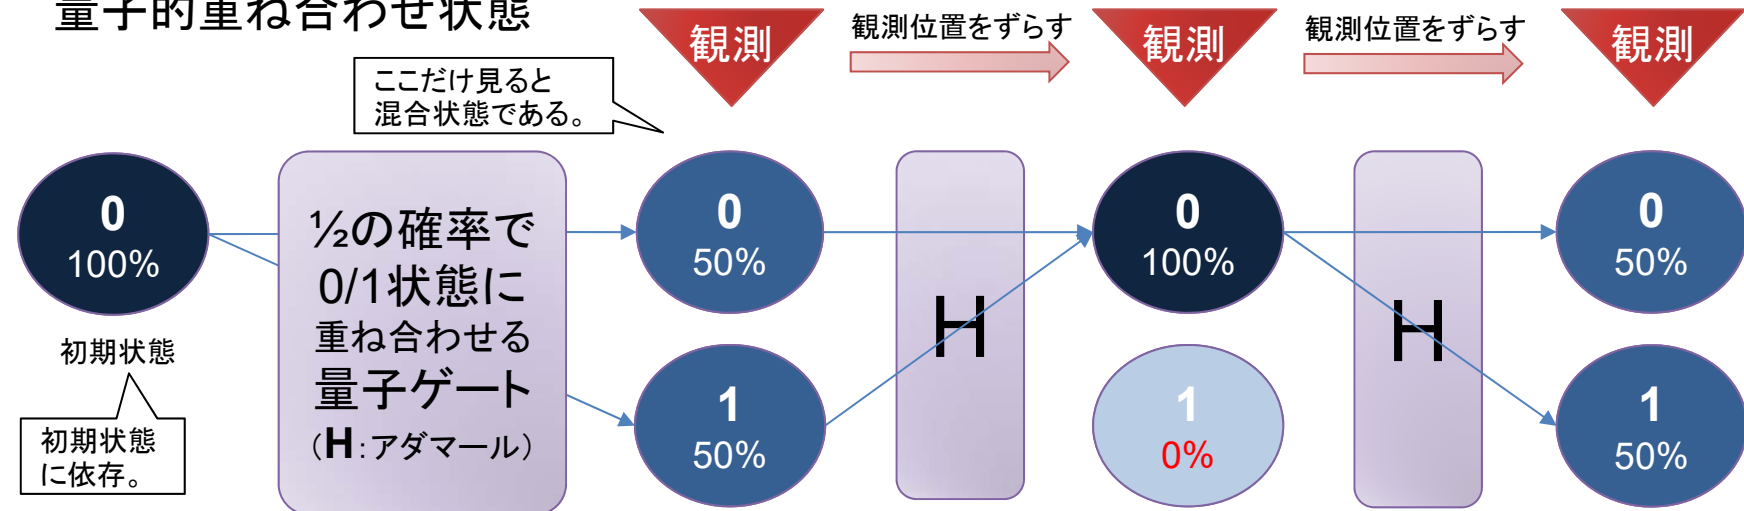 量子的重ね合わせ状態
観測
観測位置をずらす
観測
観測位置をずらす
観測
ここだけ見ると
混合状態である。
0
100%
初期状態
初期状態
に依存。
½の確率で
0/1状態に
重ね合わせる
量子ゲート
(H:アダマール)
0
50%
1
50%
H
0
100%
1
0%
H
0
50%
1
50%